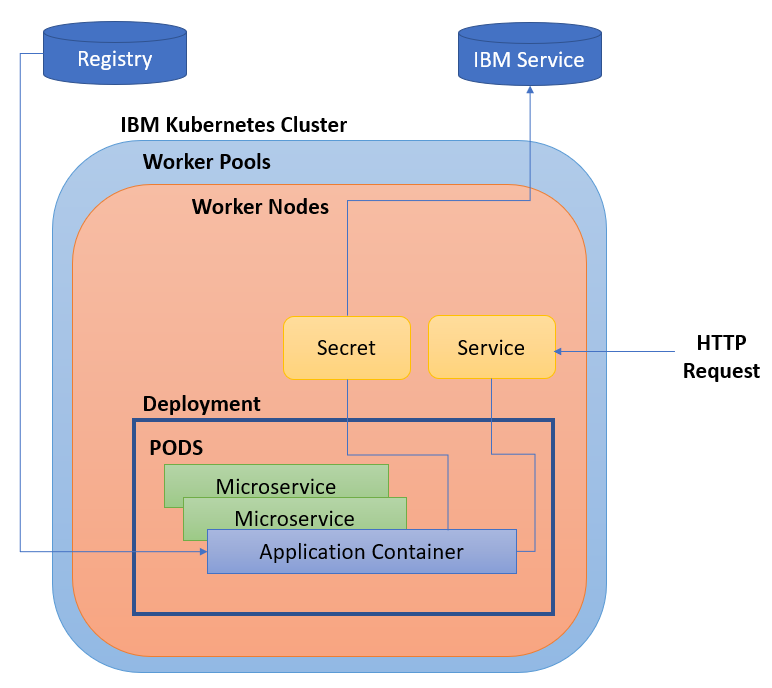 Registry
IBM Service
IBM Kubernetes Cluster
Worker Pools
Worker Nodes
Secret
Service
HTTP
Request
Deployment
PODS
Microservice
Microservice
Application Container